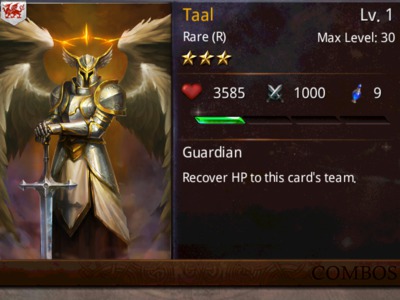 Taal
Lv. 1
Rare (R)
Max Level: 30
3585
1000
9
Guardian
Recover HP to this card's team.
COMBOS